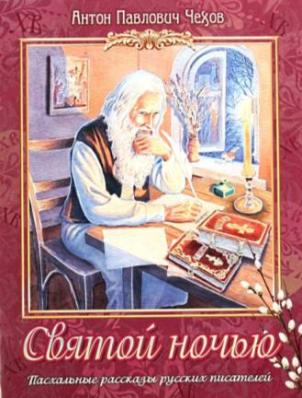 Антон Павлович Чехов
Святой ночью
Пасхальные рассказы русских писателей